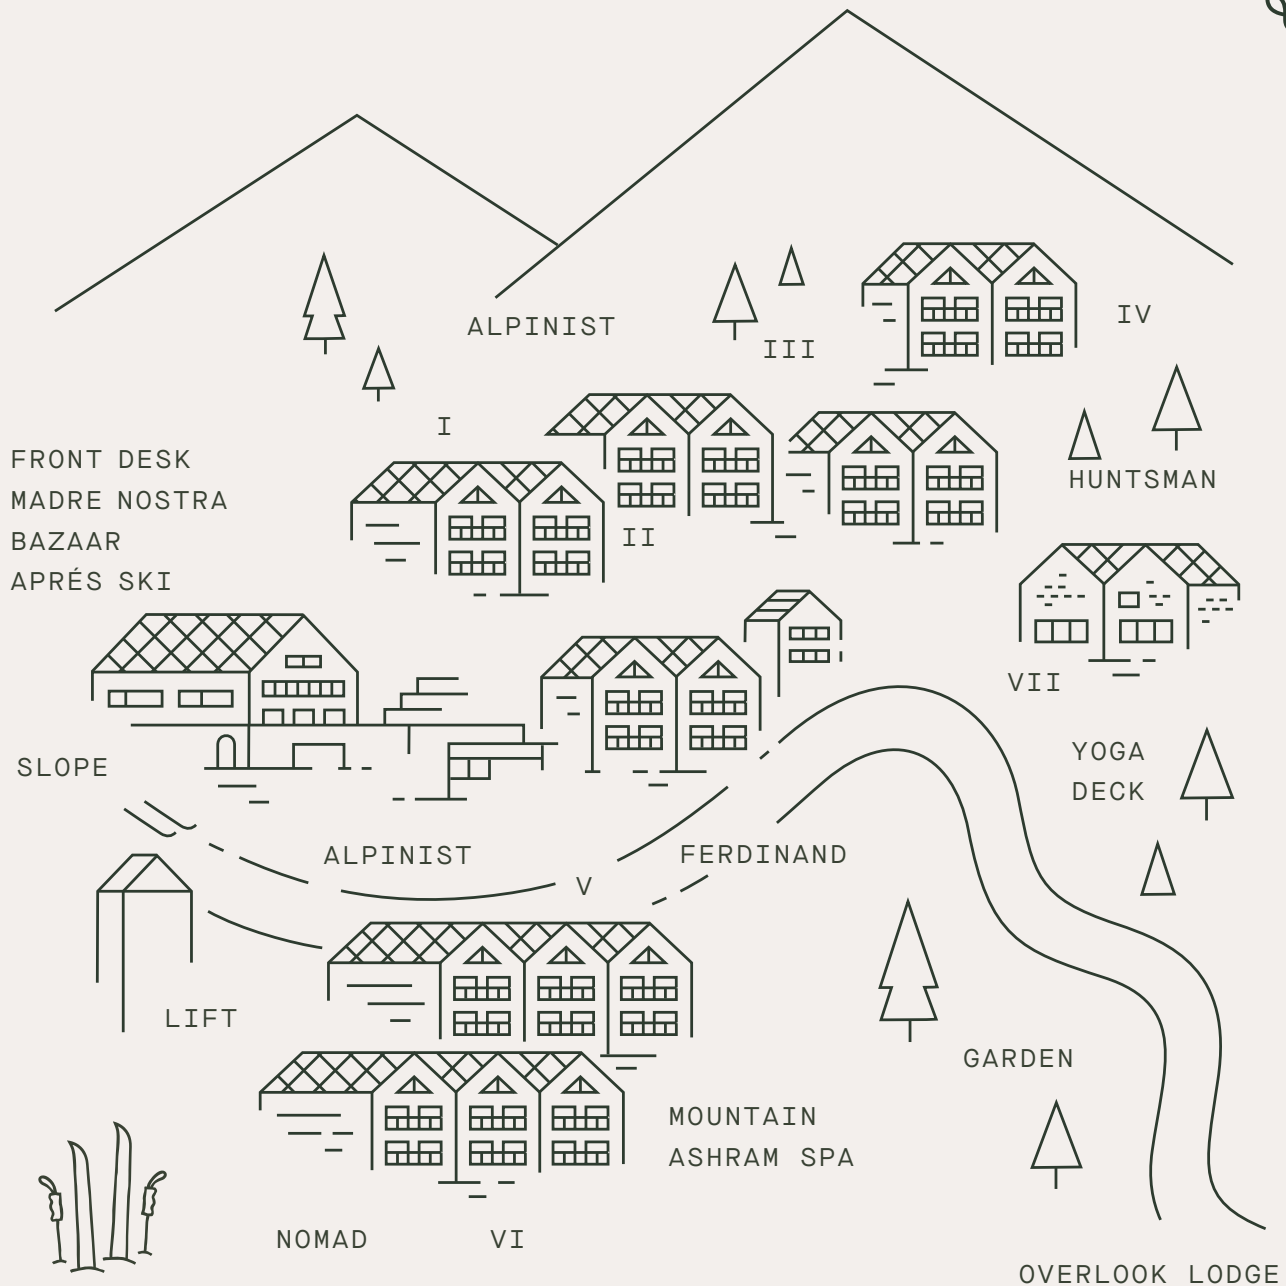 ALPINIST
III
IV
I
FRONT DESK
MADRE NOSTRA
BAZAAR
APRÉS SKI
HUNTSMAN
II
VII
SLOPE
YOGA
DECK
ALPINIST
V
FERDINAND
LIFT
GARDEN
MOUNTAIN
ASHRAM SPA
NOMAD
VI
OVERLOOK LODGE